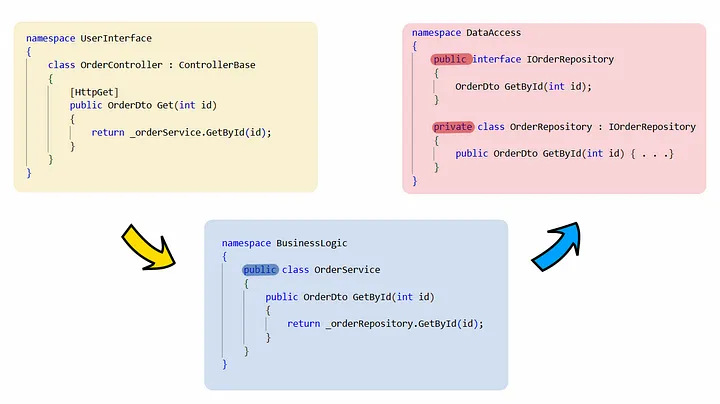 namespace UserInterface
{
class OrderController : ControllerBase
{
[HttpGet]
public OrderDto Get(int id)
{
return _orderService.GetById(id);
}
}
}
namespace DataAccess
{
public interface IOrderRepository
{
OrderDto GetById(int id);
}
private class OrderRepository : IOrderRepository
{
public OrderDto GetById(int id) { . . .}
}
}
namespace BusinessLogic
{
public class OrderService
{
public OrderDto GetById(int id)
{
return _orderRepository.GetById(id);
}
}
}